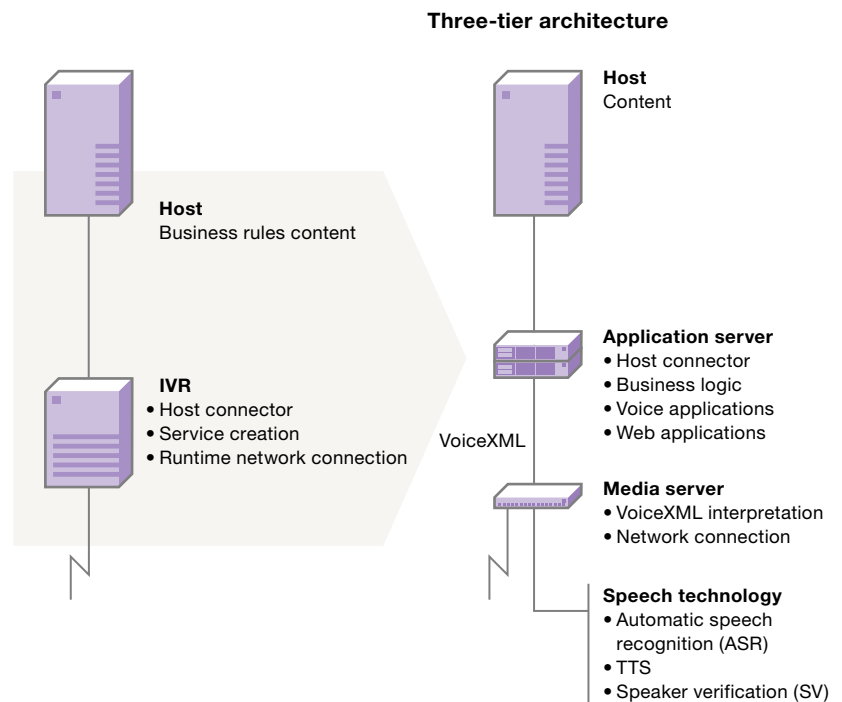 Three-tier architecture
Host
Business rules content
IVR
• Host connector
• Service creation
• Runtime network connection
Host
Content
Application server
• Host connector
• Business logic
• Voice applications
• Web applications
VoiceXML
Media server
• VoiceXML interpretation
• Network connection
Speech technology
• Automatic speech
recognition (ASR)
• TTS
• Speaker verification (SV)